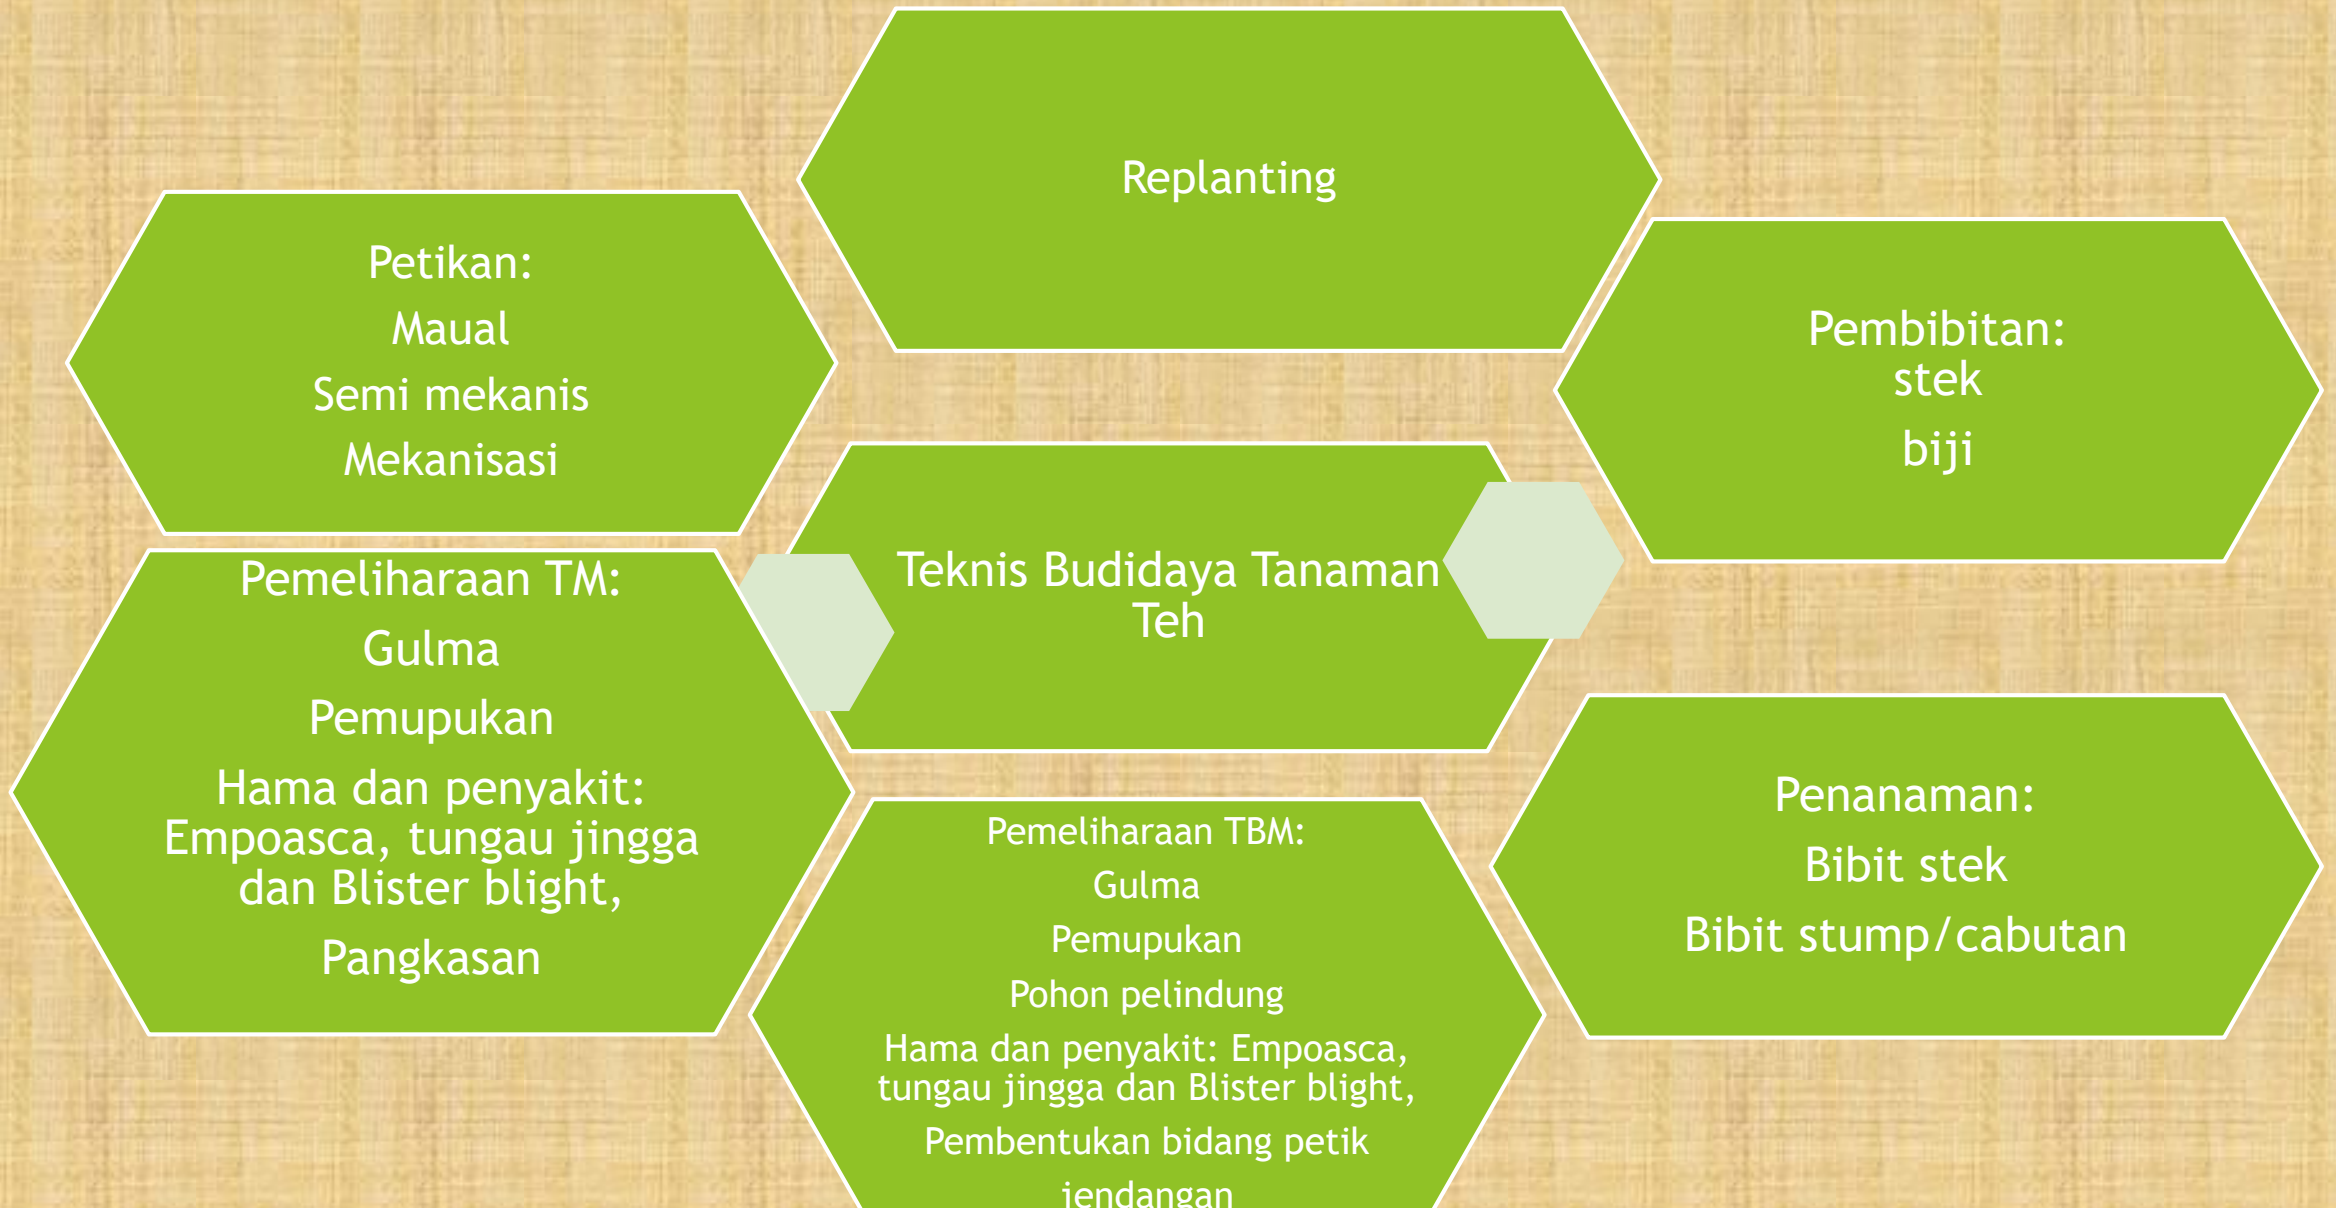 Replanting
Petikan:
Maual
Semi mekanis
Mekanisasi
Pembibitan:
stek
biji
Teknis Budidaya Tanaman
Teh
Pemeliharaan TM:
Gulma
Pemupukan
Hama dan penyakit:
Empoasca, tungau jingga
dan Blister blight,
Pangkasan
Penanaman:
Bibit stek
Bibit stump/cabutan
Pemeliharaan TBM:
Gulma
Pemupukan
Pohon pelindung
Hama dan penyakit: Empoasca,
tungau jingga dan Blister blight,
Pembentukan bidang petik
jendangan